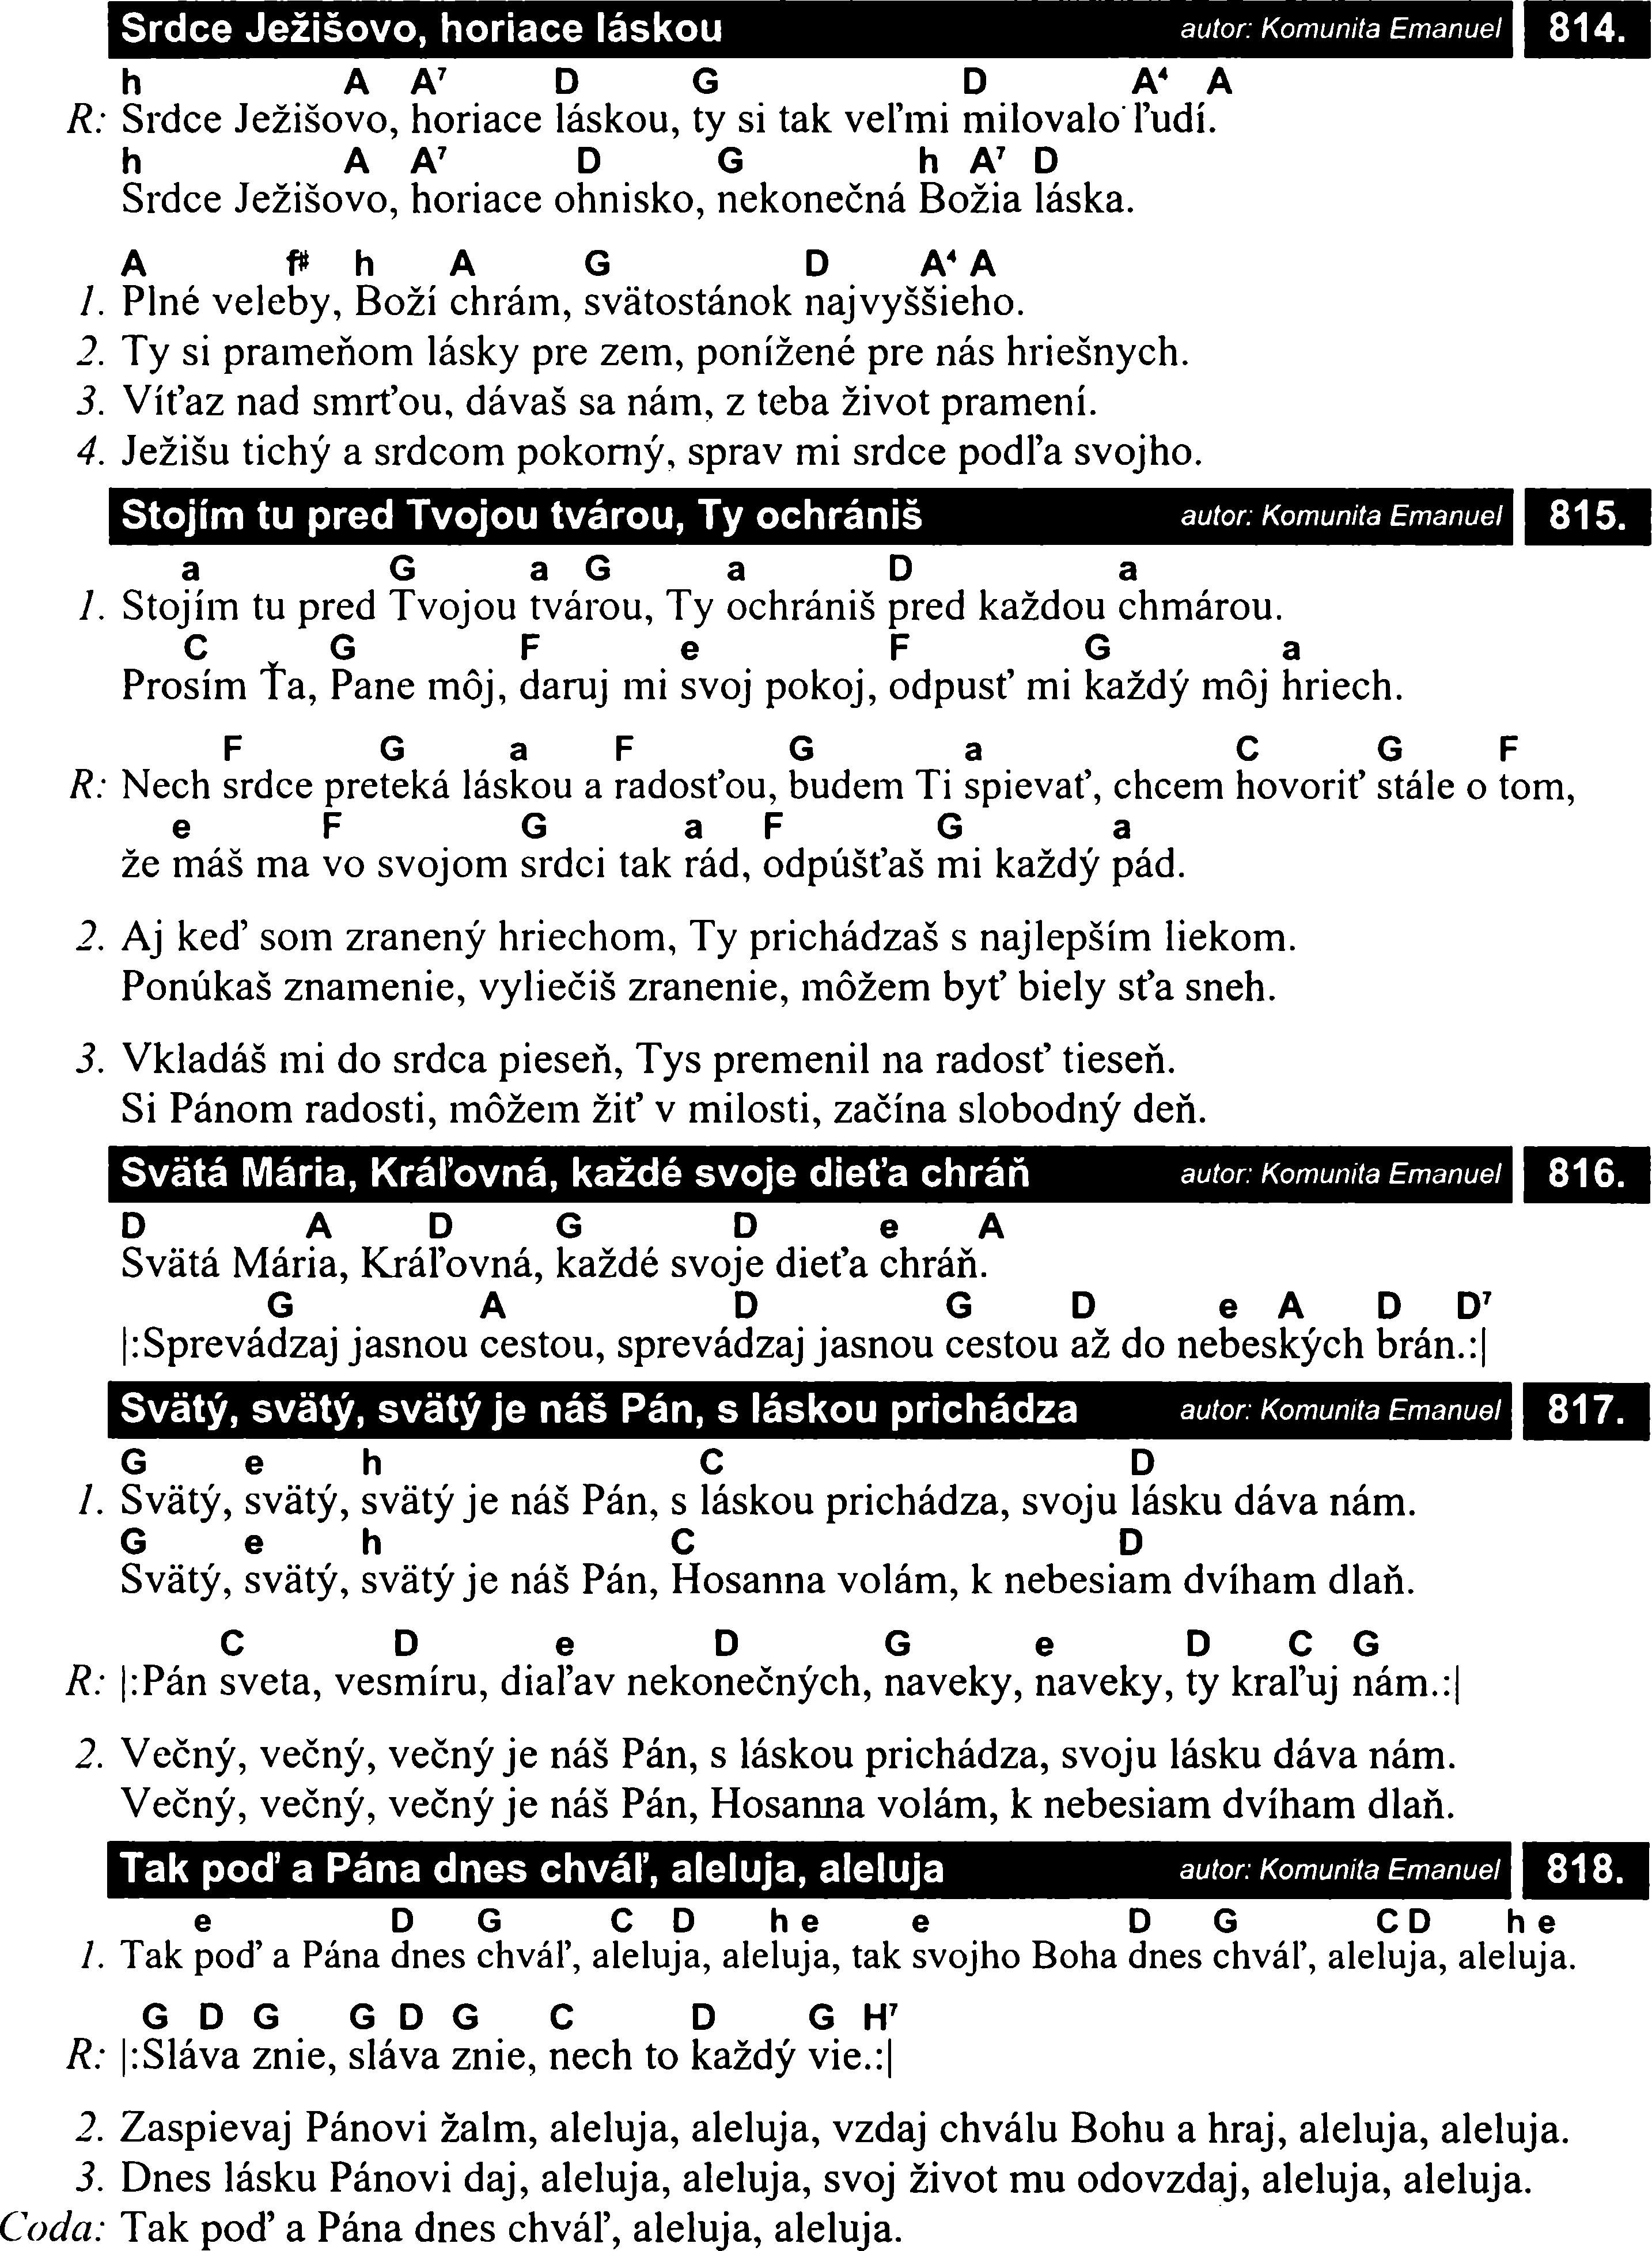 Srdce Ježišovo, horiace láskou autor: Komunita Emanuel 814.
h A A⁷ D G D A⁴ A
R: Srdce Ježišovo, horiace láskou, ty si tak veľmi milovalo ľudí.
h A A⁷ D G h A⁷ D
Srdce Ježišovo, horiace ohnisko, nekonečná Božia láska.
A f# h A G D A⁴ A
1. Plné veleby, Boží chrám, svätostánok najvyššieho.
2. Ty si prameňom lásky pre zem, ponížené pre nás hriešnych.
3. Víťaz nad smrťou, dávaš sa nám, z teba život pramení.
4. Ježišu tichý a srdcom pokorný, sprav mi srdce podľa svojho.
Stojím tu pred Tvojou tvárou, Ty ochrániš autor: Komunita Emanuel 815.
a G a G a D a
1. Stojím tu pred Tvojou tvárou, Ty ochrániš pred každou chmárou.
C G F e F G a
Prosím Ťa, Pane môj, daruj mi svoj pokoj, odpusť mi každý môj hriech.
F G a F G a C G F
R: Nech srdce preteká láskou a radosťou, budem Ti spievať, chcem hovoriť stále o tom,
e F G a F G a
že máš ma vo svojom srdci tak rád, odpúšťaš mi každý pád.
2. Aj keď som zranený hriechom, Ty prichádzaš s najlepším liekom.
Ponúkaš znamenie, vyliečiš zranenie, môžem byť biely sťa sneh.
3. Vkladáš mi do srdca pieseň, Tys premenil na radosť tieseň.
Si Pánom radosti, môžem žiť v milosti, začína slobodný deň.
Svätá Mária, Kráľovná, každé svoje dieťa chráň autor: Komunita Emanuel 816.
D A D G D e A
Svätá Mária, Kráľovná, každé svoje dieťa chráň.
G A D G D e A D D⁷
|:Sprevádzaj jasnou cestou, sprevádzaj jasnou cestou až do nebeských brán.:|
Svätý, svätý, svätý je náš Pán, s láskou prichádza autor: Komunita Emanuel 817.
G e h C D
1. Svätý, svätý, svätý je náš Pán, s láskou prichádza, svoju lásku dáva nám.
G e h C D
Svätý, svätý, svätý je náš Pán, Hosanna volám, k nebesiam dvíham dlaň.
C D e D G e D C G
R: |:Pán sveta, vesmíru, diaľav nekonečných, naveky, naveky, ty kraľuj nám.:|
2. Večný, večný, večný je náš Pán, s láskou prichádza, svoju lásku dáva nám.
Večný, večný, večný je náš Pán, Hosanna volám, k nebesiam dvíham dlaň.
Tak poď a Pána dnes chváľ, aleluja, aleluja autor: Komunita Emanuel 818.
e D G C D h e e D G C D h e
1. Tak poď a Pána dnes chváľ, aleluja, aleluja, tak svojho Boha dnes chváľ, aleluja, aleluja.
G D G G D G C D G H⁷
R: |:Sláva znie, sláva znie, nech to každý vie.:|
2. Zaspievaj Pánovi žalm, aleluja, aleluja, vzdaj chválu Bohu a hraj, aleluja, aleluja.
3. Dnes lásku Pánovi daj, aleluja, aleluja, svoj život mu odovzdaj, aleluja, aleluja.
Coda: Tak poď a Pána dnes chváľ, aleluja, aleluja.